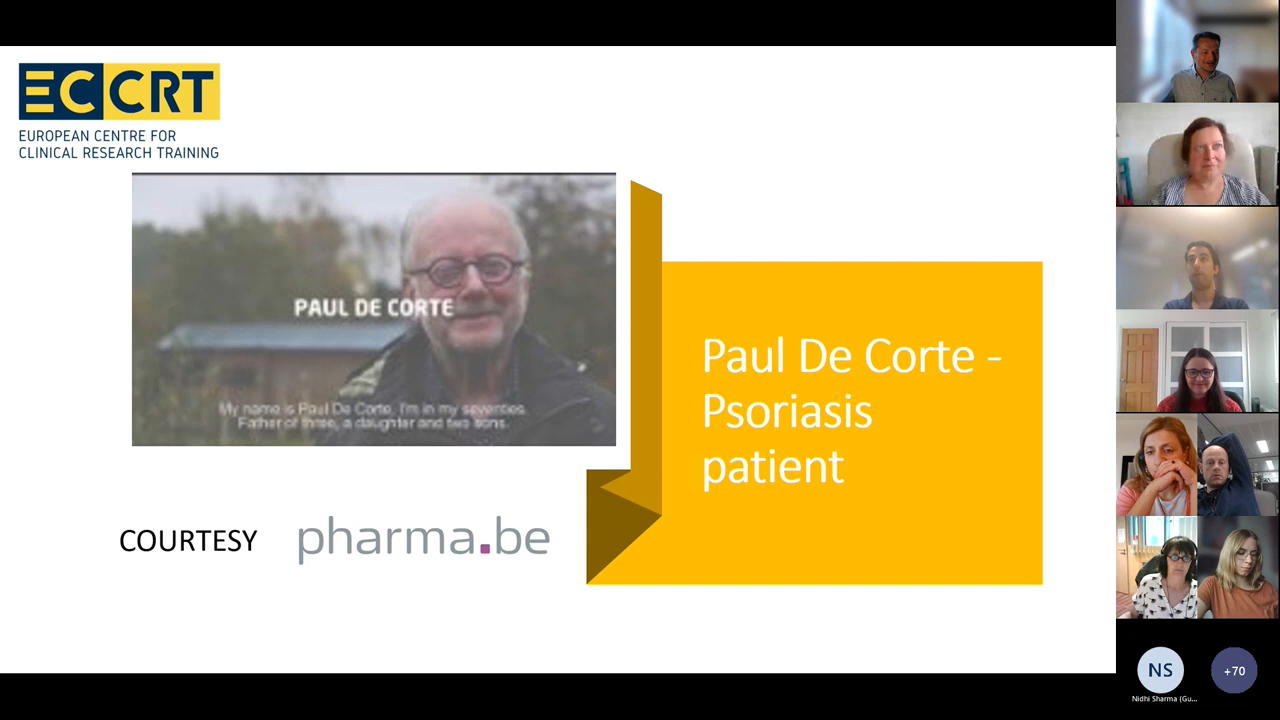 ECCRT
EUROPEAN CENTRE FOR
CLINICAL RESEARCH TRAINING
PAUL DE CORTE
My name is Paul De Corte, I'm in my seventies.
Father of three, a daughter and two sons.
Paul De Corte -
Psoriasis
patient
COURTESY
pharma.be
NS
+70
Nidhi Sharma (Gu...